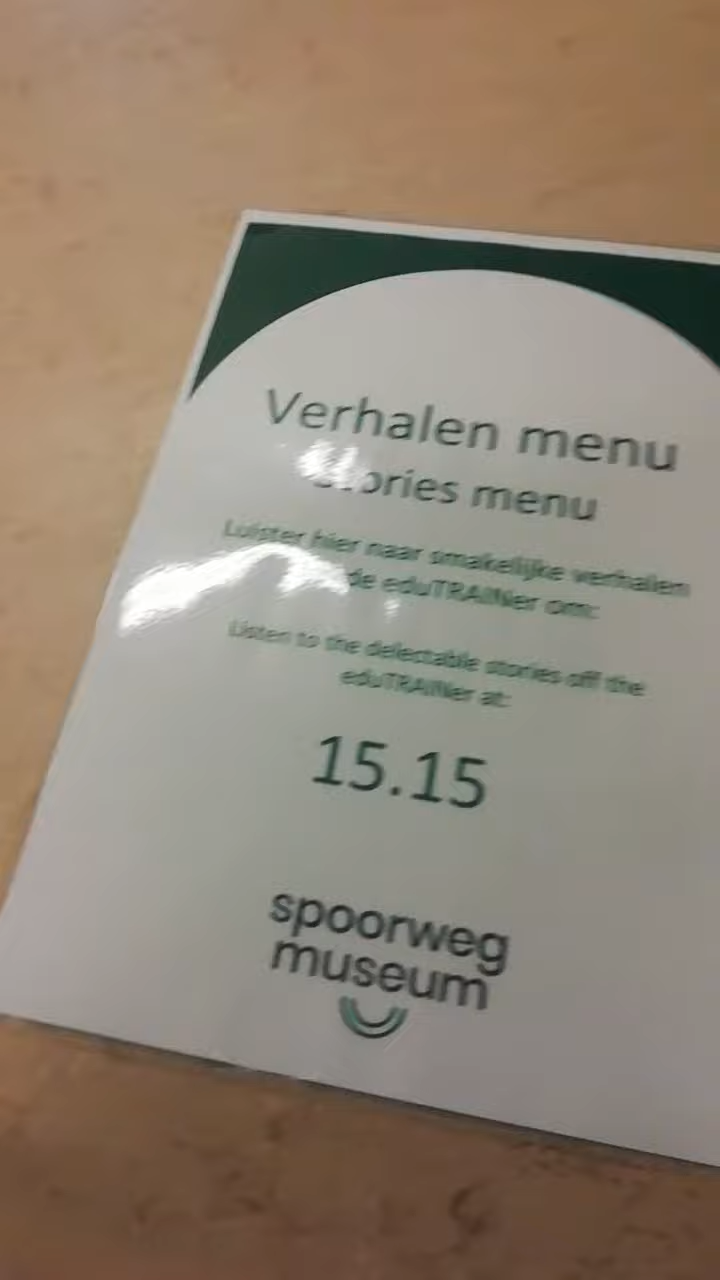 Verhalen menu
Stories menu
Luister hier naar smakelijke verhalen
de eduTRAINer om:
Listen to the delectable stories off the
eduTRAINer at:
15.15
spoorweg
museum